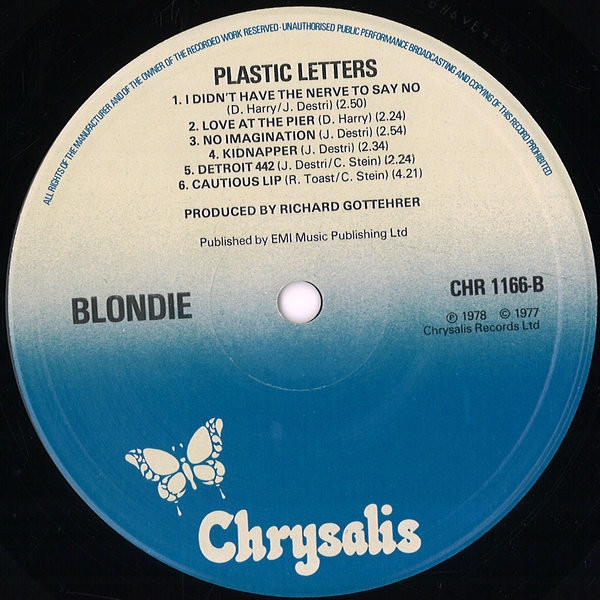 ALL RIGHTS OF THE MANUFACTURER AND OF THE OWNER OF THE RECORDED WORK RESERVED - UNAUTHORISED PUBLIC PERFORMANCE BROADCASTING AND COPYING OF THIS RECORD PROHIBITED
PLASTIC LETTERS
1. I DIDN'T HAVE THE NERVE TO SAY NO
(D. Harry/J. Destri) (2.50)
2. LOVE AT THE PIER (D. Harry) (2.24)
3. NO IMAGINATION (J. Destri) (2.54)
4. KIDNAPPER (J. Destri) (2.34)
5. DETROIT 442 (J. Destri/C. Stein) (2.24)
6. CAUTIOUS LIP (R. Toast/C. Stein) (4.21)
PRODUCED BY RICHARD GOTTEHRER
Published by EMI Music Publishing Ltd
BLONDIE
CHR 1166-B
℗ 1978 © 1977
Chrysalis Records Ltd
Chrysalis